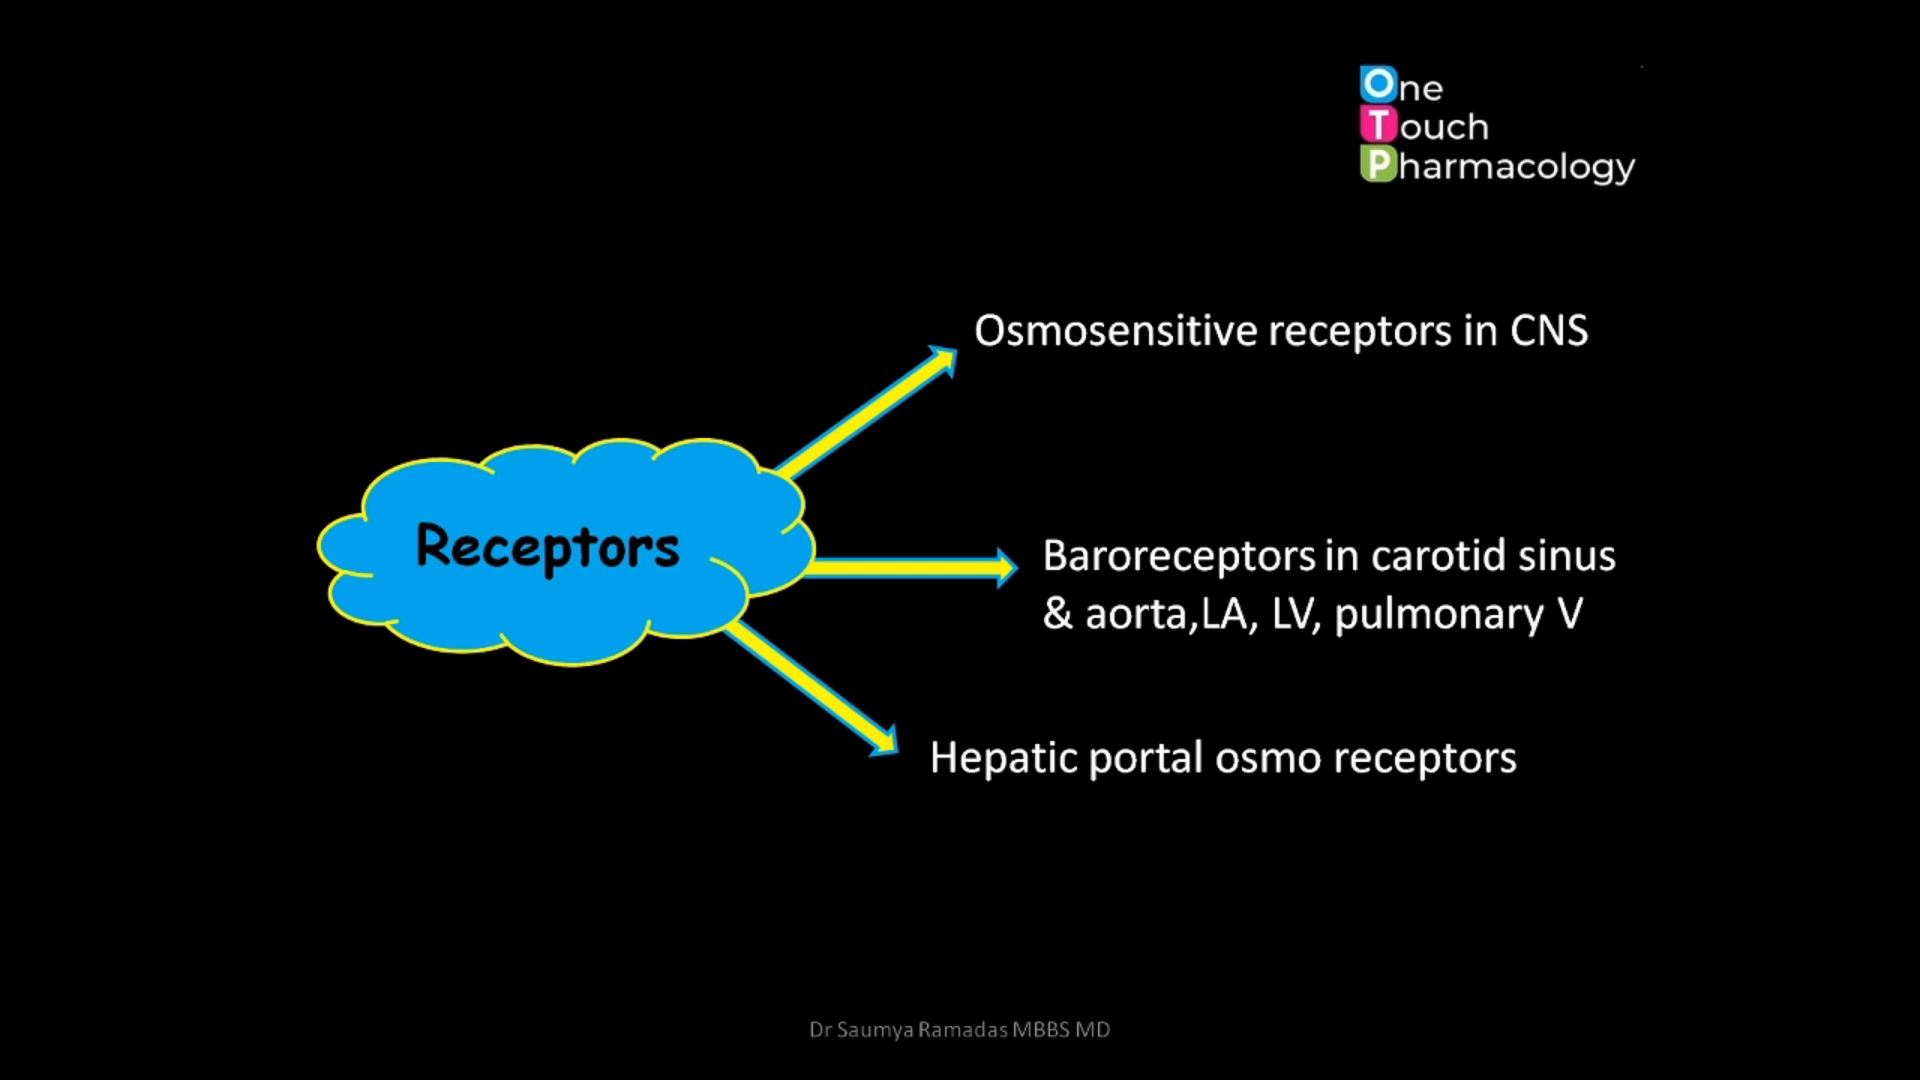 One
Touch
Pharmacology
Osmosensitive receptors in CNS
Receptors
Baroreceptors in carotid sinus
& aorta,LA, LV, pulmonary V
Hepatic portal osmo receptors
Dr Saumya Ramadas MBBS MD